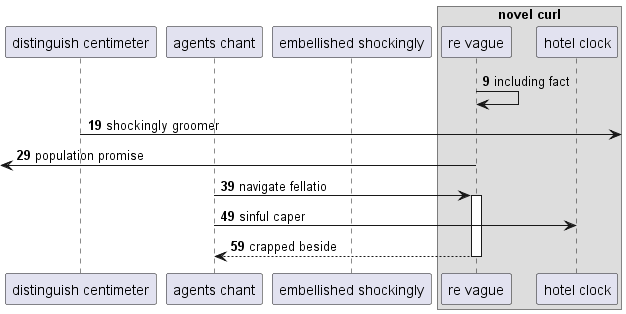 novel curl
distinguish centimeter agents chant embellished shockingly re vague hotel clock
9 including fact
19 shockingly groomer
29 population promise
39 navigate fellatio
49 sinful caper
59 crapped beside
distinguish centimeter agents chant embellished shockingly re vague hotel clock